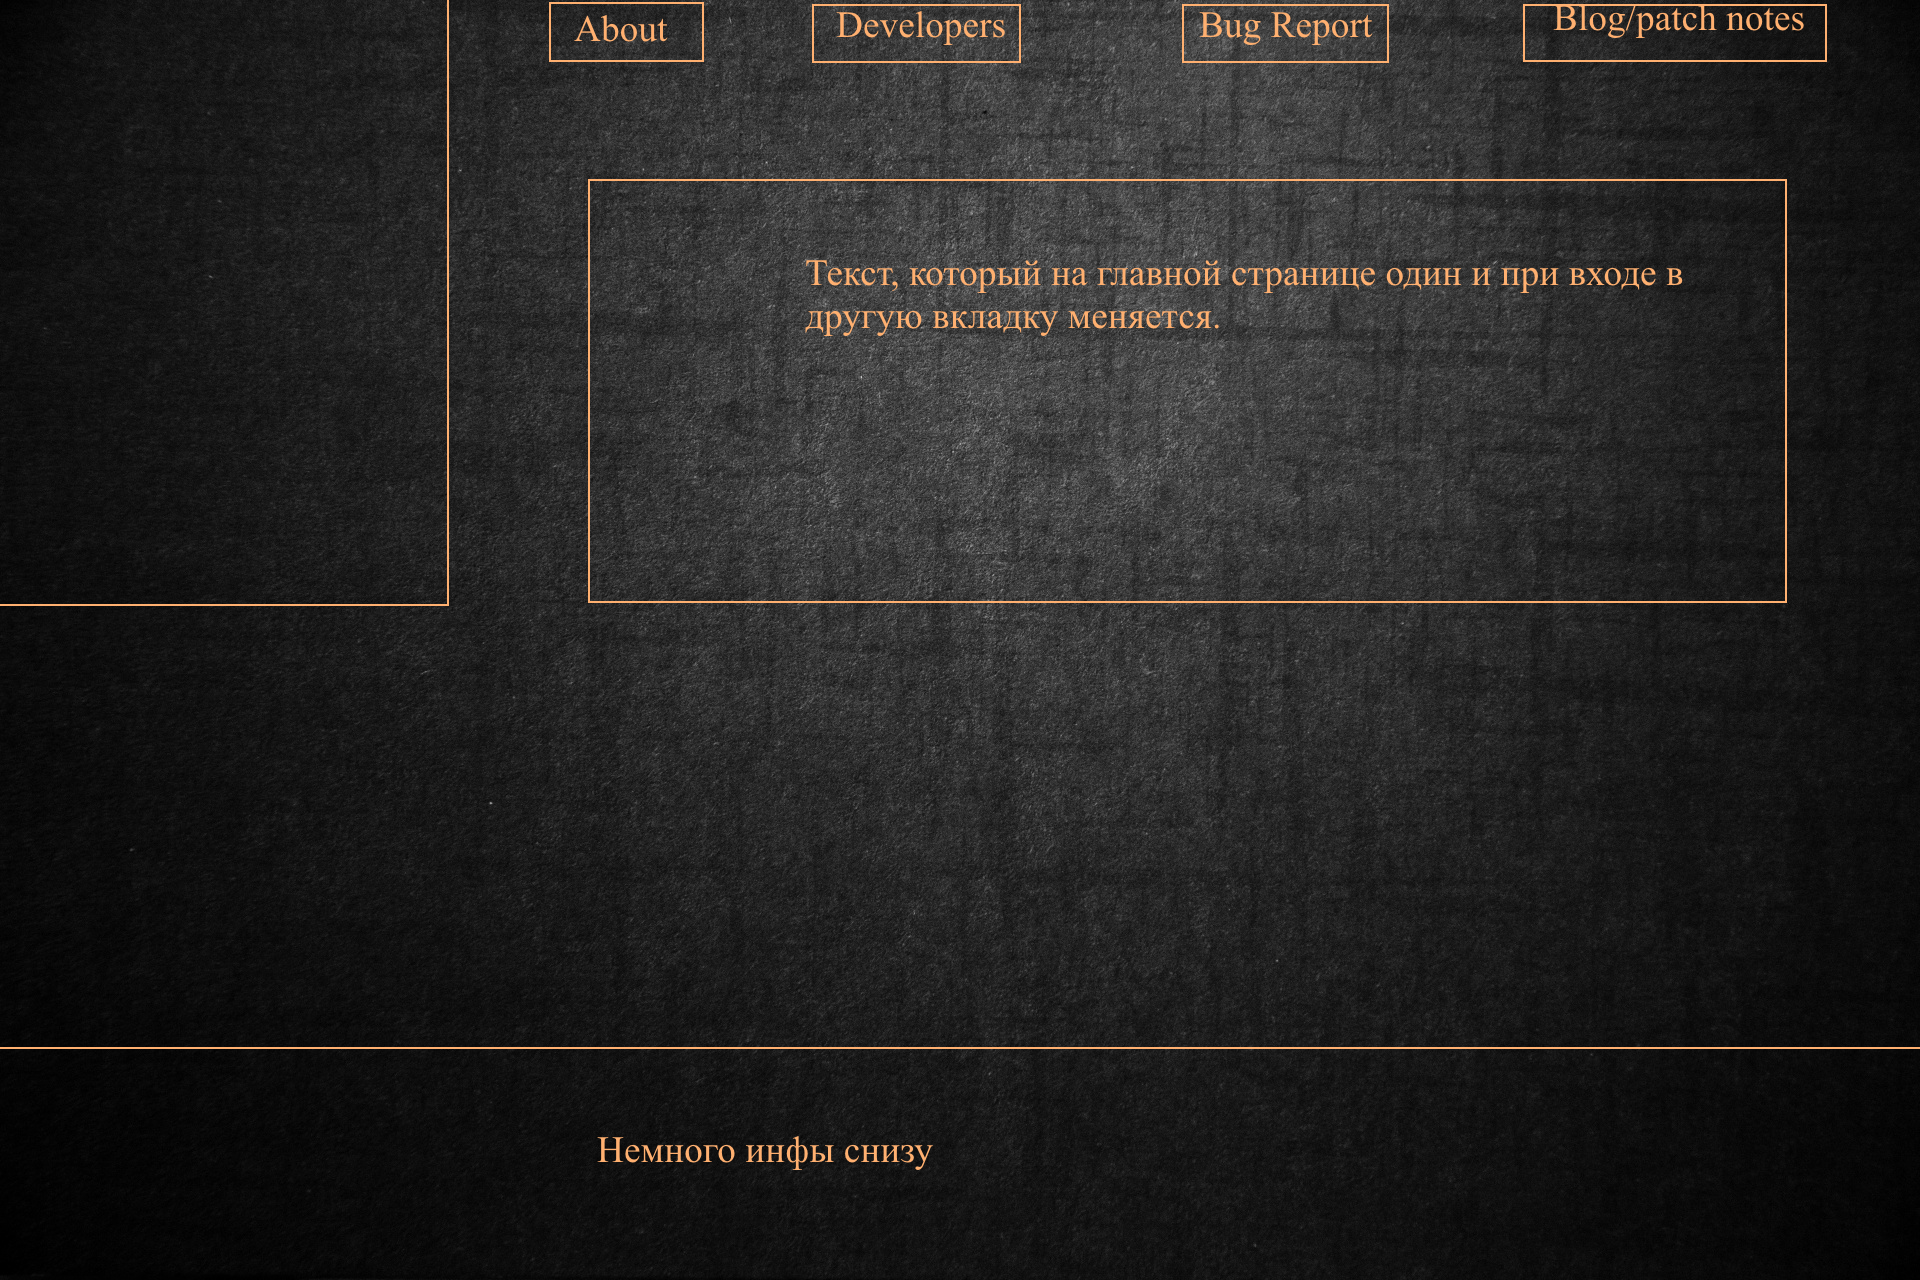 About
Developers
Bug Report
Blog/patch notes
Текст, который на главной странице один и при входе в
другую вкладку меняется.
Немного инфы снизу